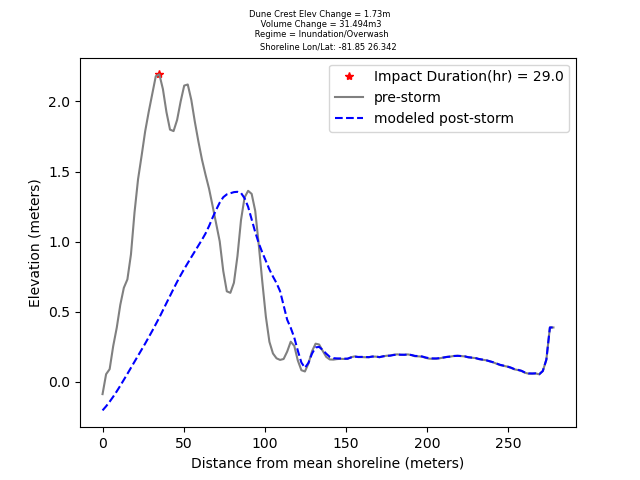 Dune Crest Elev Change = 1.73m
Volume Change = 31.494m3
Regime = Inundation/Overwash
Shoreline Lon/Lat: -81.85 26.342
Impact Duration(hr) = 29.0
pre-storm
modeled post-storm
Elevation (meters)
2.0
1.5
1.0
0.5
0.0
0 50 100 150 200 250
Distance from mean shoreline (meters)